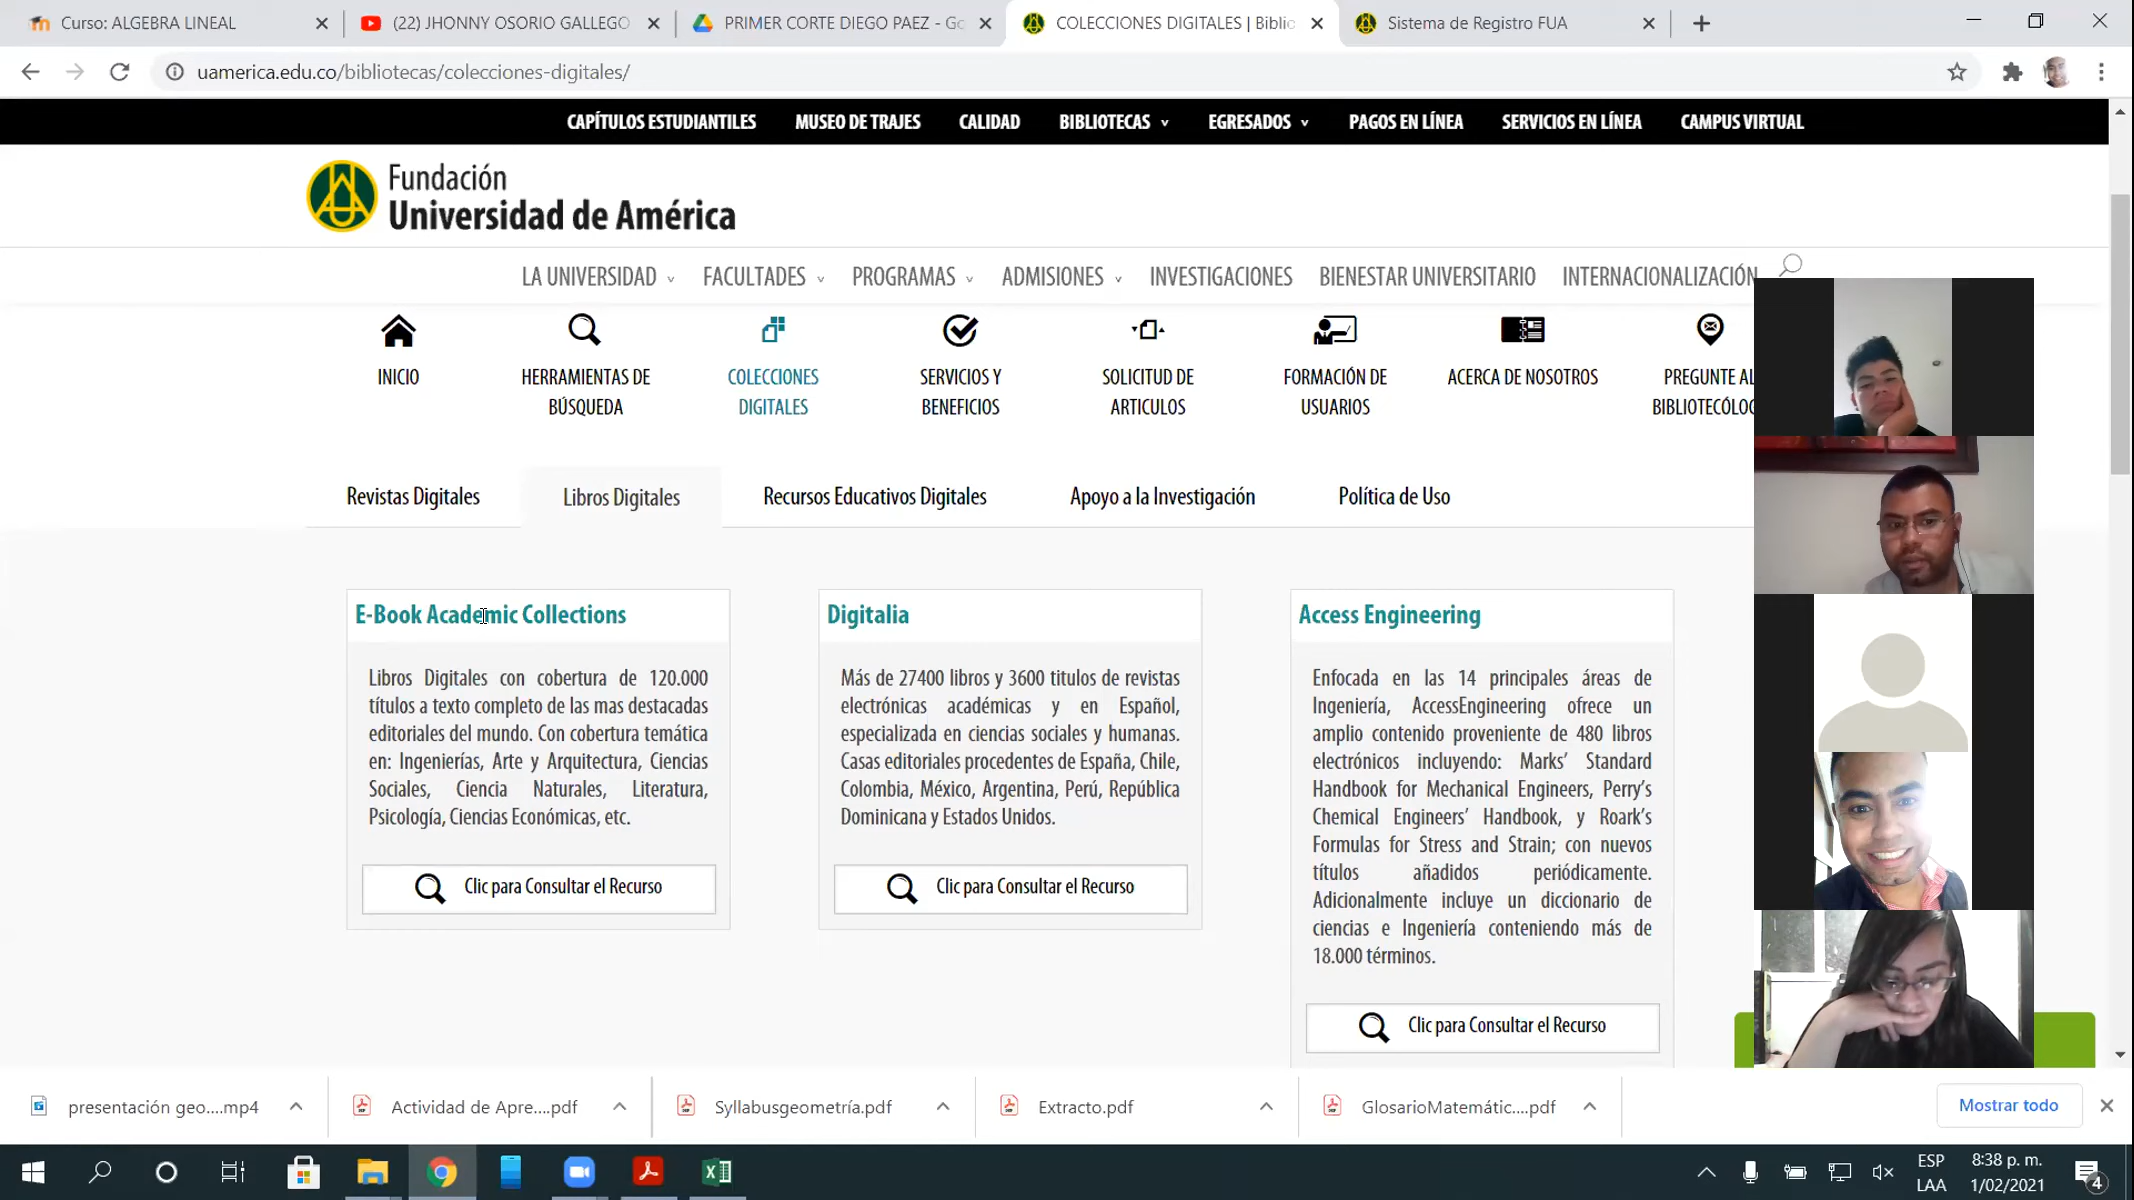 Curso: ALGEBRA LINEAL
(22) JHONNY OSORIO GALLEGO
PRIMER CORTE DIEGO PAEZ - Go
COLECCIONES DIGITALES | Biblio
Sistema de Registro FUA
uamerica.edu.co/bibliotecas/colecciones-digitales/
CAPÍTULOS ESTUDIANTILES
MUSEO DE TRAJES
CALIDAD
BIBLIOTECAS
EGRESADOS
PAGOS EN LÍNEA
SERVICIOS EN LÍNEA
CAMPUS VIRTUAL
Fundación
Universidad de América
LA UNIVERSIDAD
FACULTADES
PROGRAMAS
ADMISIONES
INVESTIGACIONES
BIENESTAR UNIVERSITARIO
INTERNACIONALIZACIÓN
INICIO
HERRAMIENTAS DE
BÚSQUEDA
COLECCIONES
DIGITALES
SERVICIOS Y
BENEFICIOS
SOLICITUD DE
ARTICULOS
FORMACIÓN DE
USUARIOS
ACERCA DE NOSOTROS
PREGUNTE AL
BIBLIOTECÓLOG
Revistas Digitales
Libros Digitales
Recursos Educativos Digitales
Apoyo a la Investigación
Política de Uso
E-Book Academic Collections
Libros Digitales con cobertura de 120.000
títulos a texto completo de las mas destacadas
editoriales del mundo. Con cobertura temática
en: Ingenierías, Arte y Arquitectura, Ciencias
Sociales, Ciencia Naturales, Literatura,
Psicología, Ciencias Económicas, etc.
Clic para Consultar el Recurso
Digitalia
Más de 27400 libros y 3600 titulos de revistas
electrónicas académicas y en Español,
especializada en ciencias sociales y humanas.
Casas editoriales procedentes de España, Chile,
Colombia, México, Argentina, Perú, República
Dominicana y Estados Unidos.
Clic para Consultar el Recurso
Access Engineering
Enfocada en las 14 principales áreas de
Ingeniería, AccessEngineering ofrece un
amplio contenido proveniente de 480 libros
electrónicos incluyendo: Marks' Standard
Handbook for Mechanical Engineers, Perry's
Chemical Engineers' Handbook, y Roark's
Formulas for Stress and Strain; con nuevos
títulos añadidos periódicamente.
Adicionalmente incluye un diccionario de
ciencias e Ingeniería conteniendo más de
18.000 términos.
Clic para Consultar el Recurso
presentación geo....mp4
Actividad de Apre....pdf
Syllabusgeometría.pdf
Extracto.pdf
GlosarioMatemátic....pdf
Mostrar todo
ESP
LAA
8:38 p. m.
1/02/2021
4